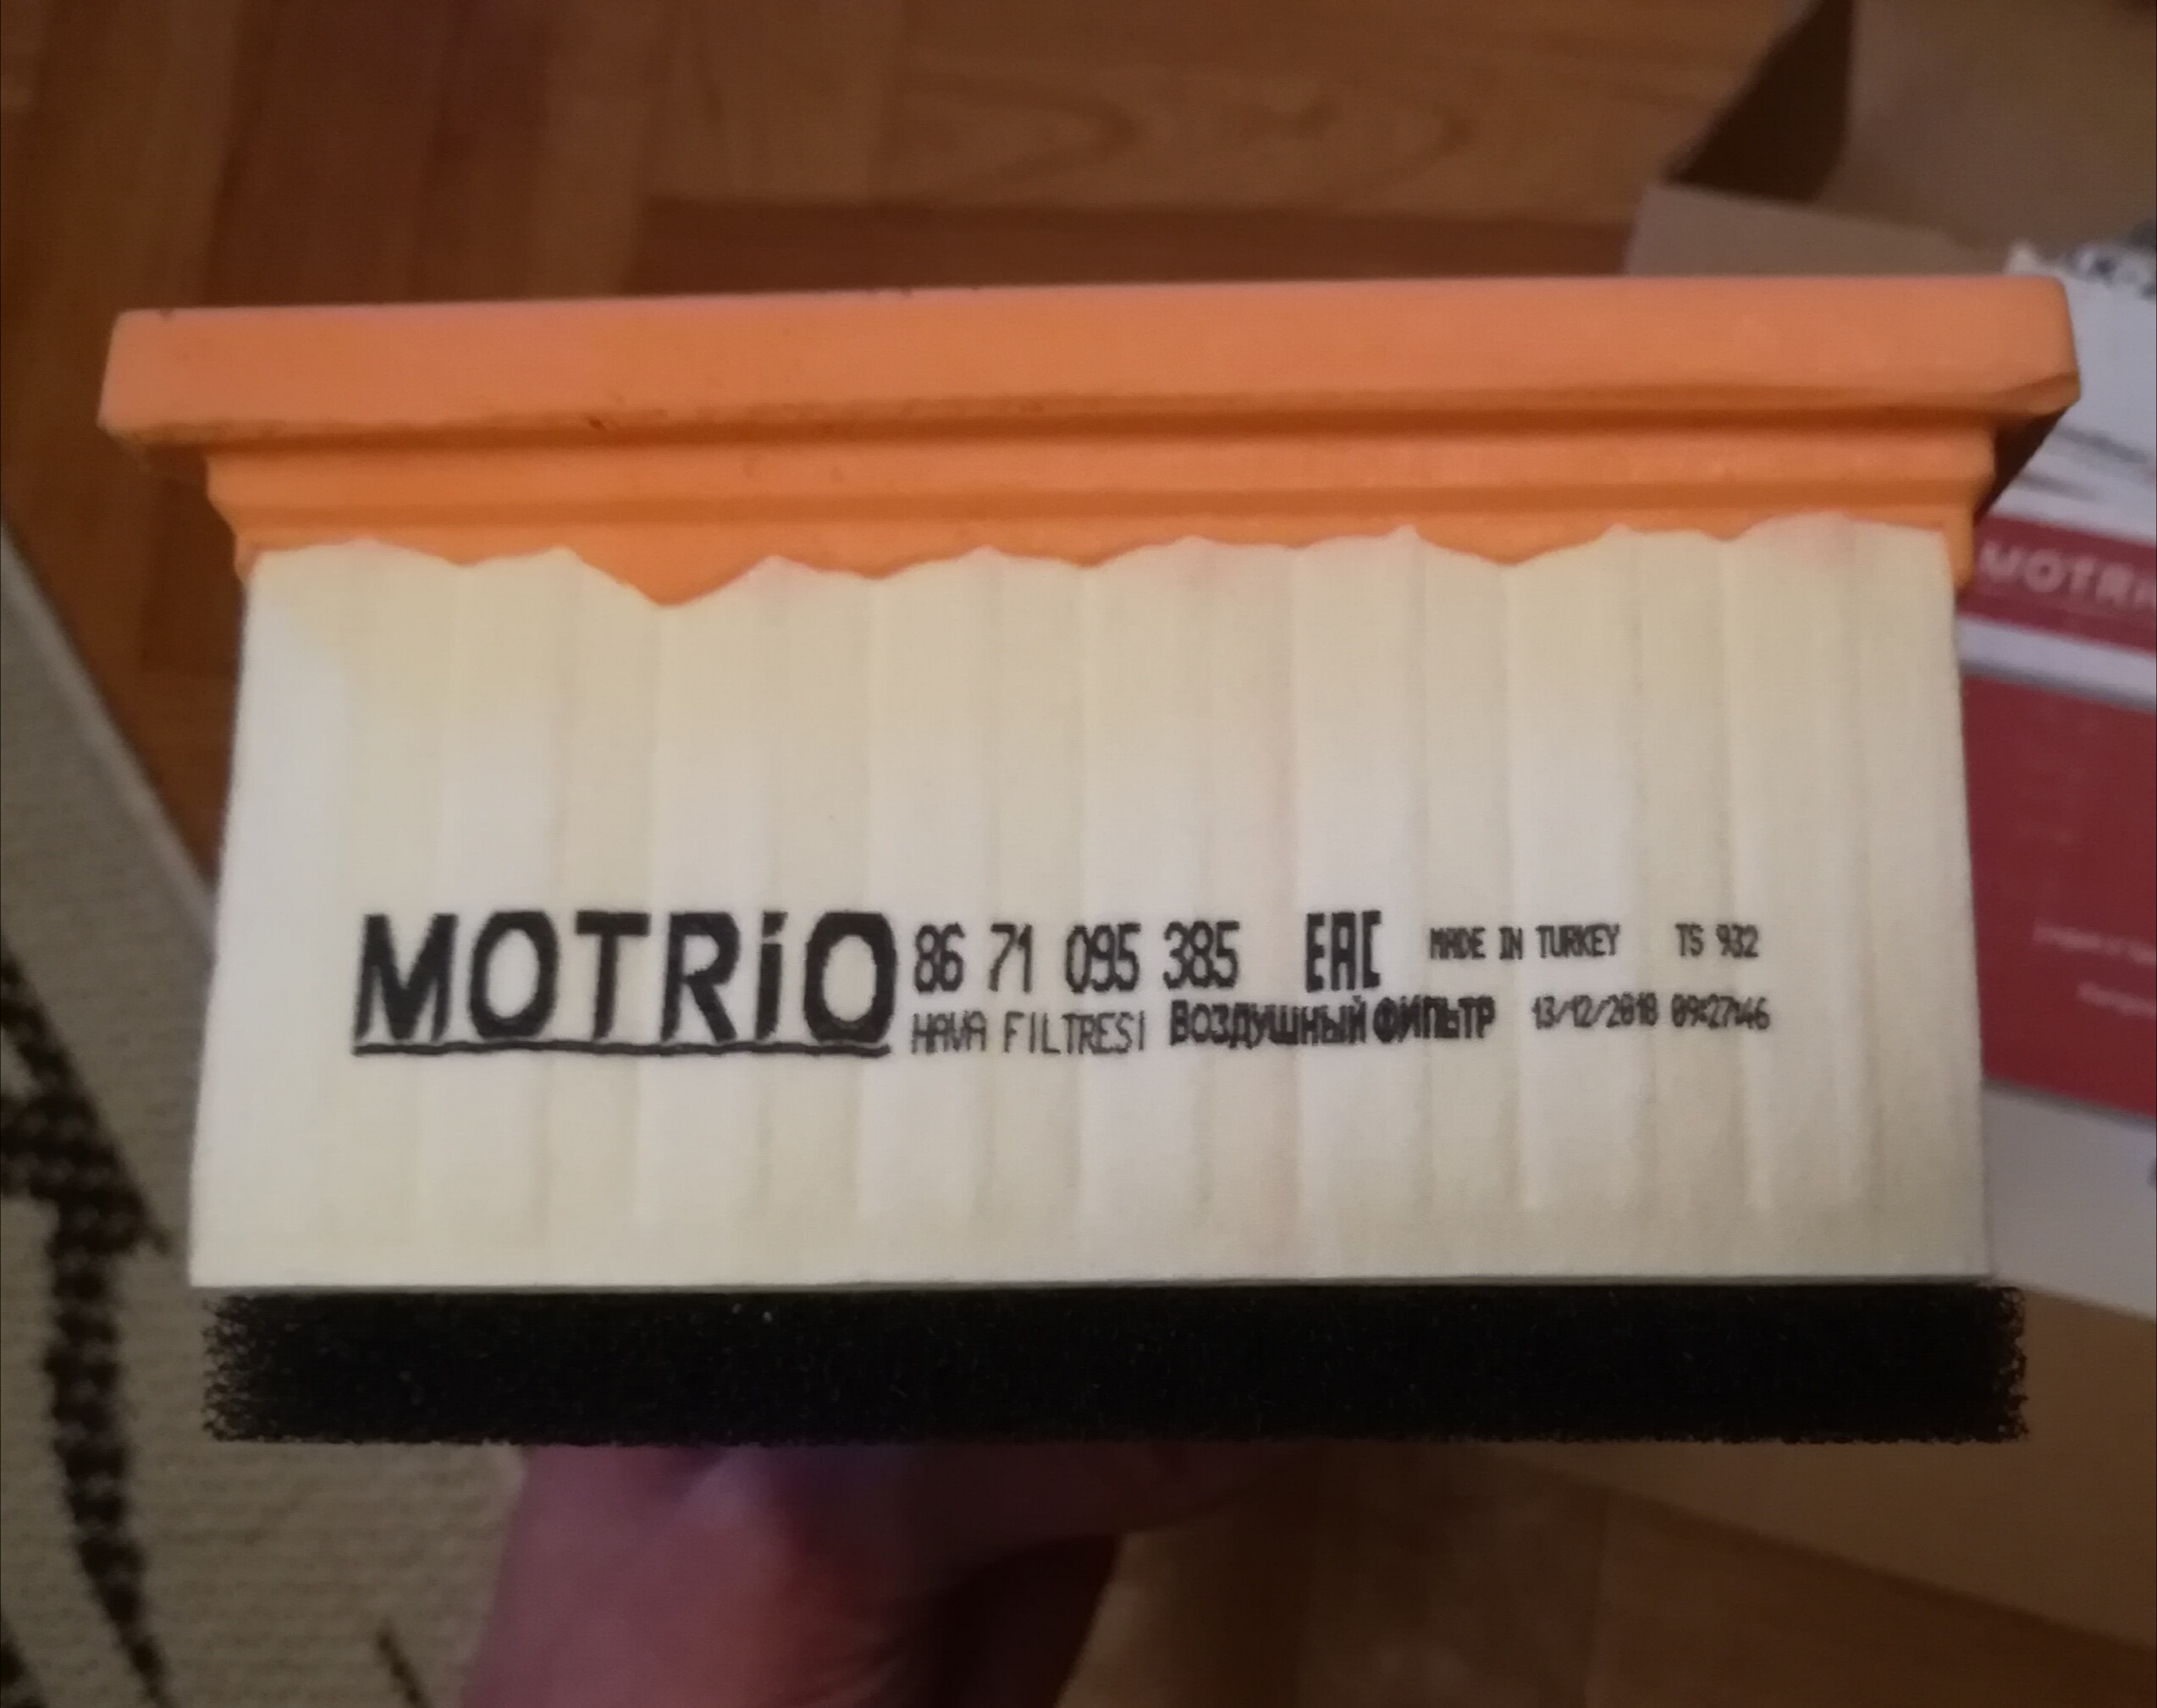 MOTRiO
86 71 095 385 EAC MADE IN TURKEY TS 932
HAVA FILTRESI ВОЗДУШНЫЙ ФИЛЬТР 13/12/2018 09:27:46
MOTRi